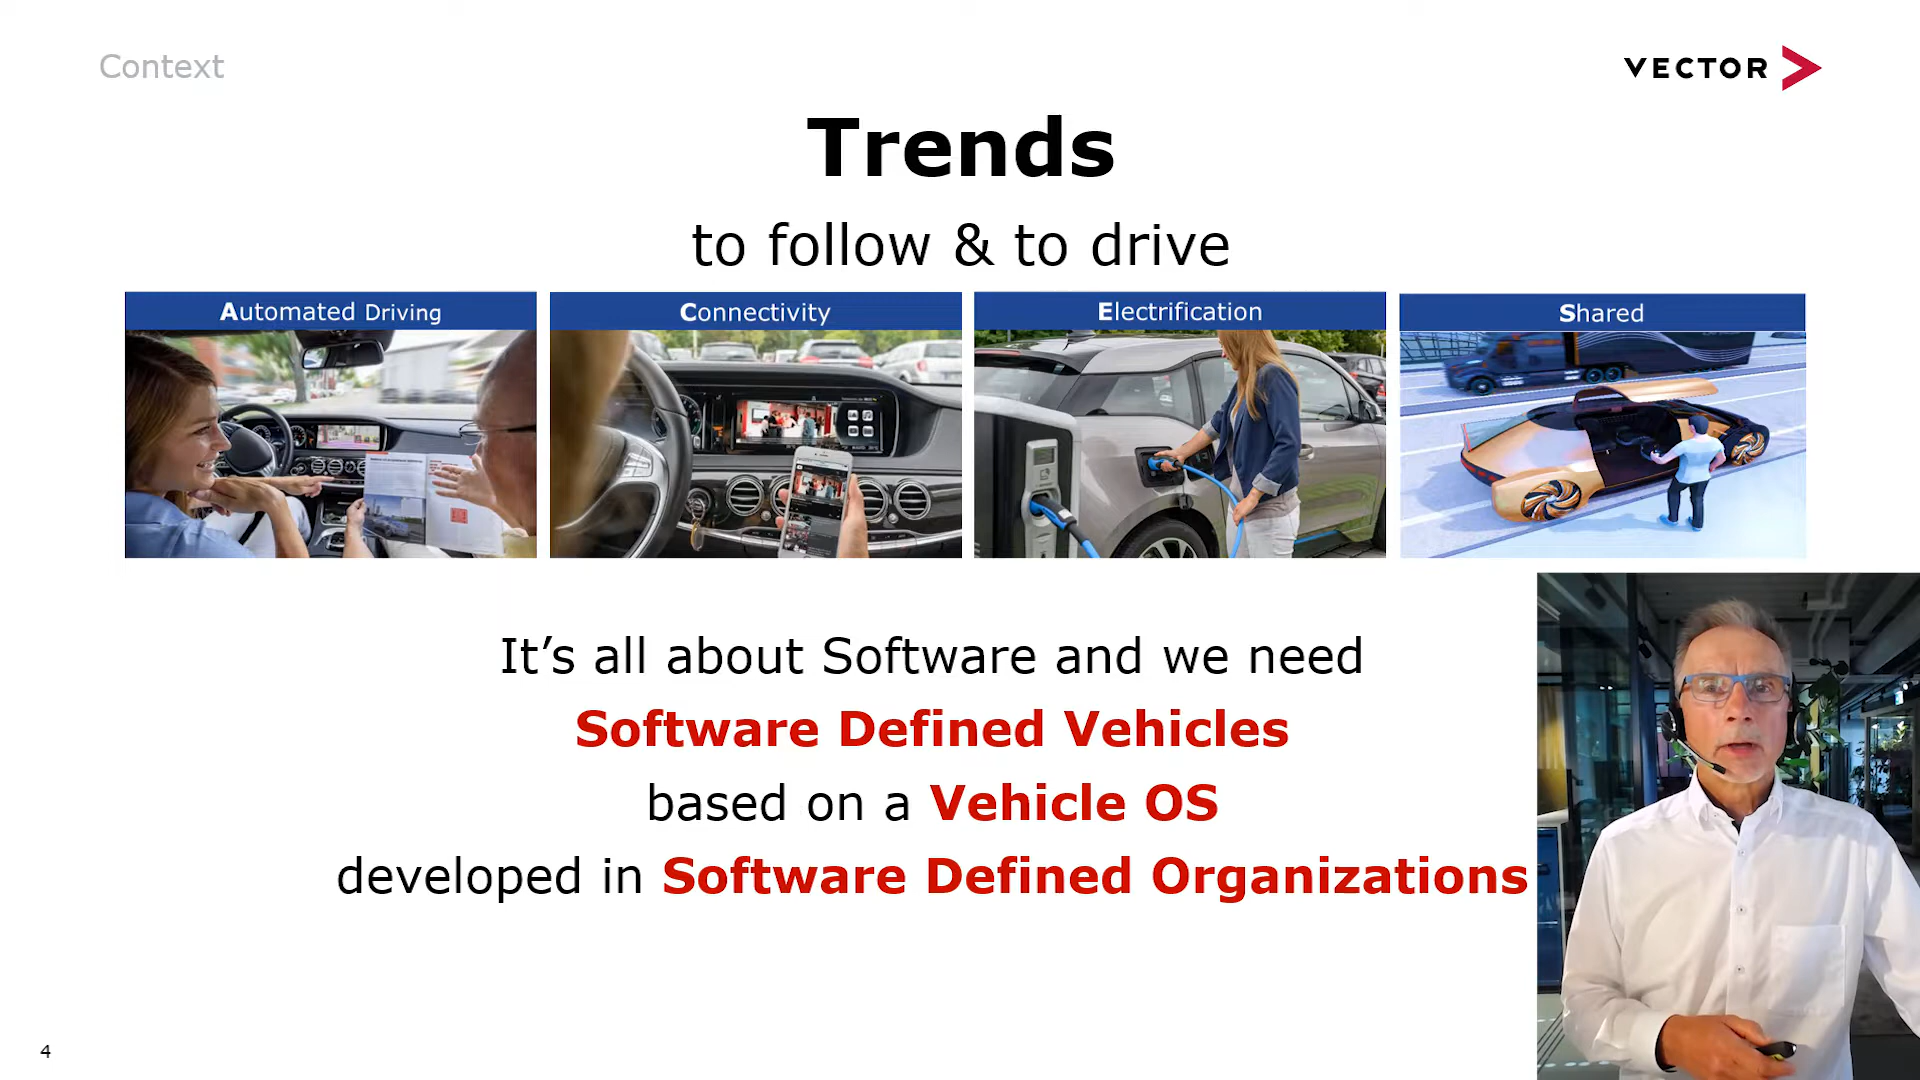 Context
VECTOR
Trends
to follow & to drive
Automated Driving
Connectivity
Electrification
Shared
It’s all about Software and we need
Software Defined Vehicles
based on a Vehicle OS
developed in Software Defined Organizations
4